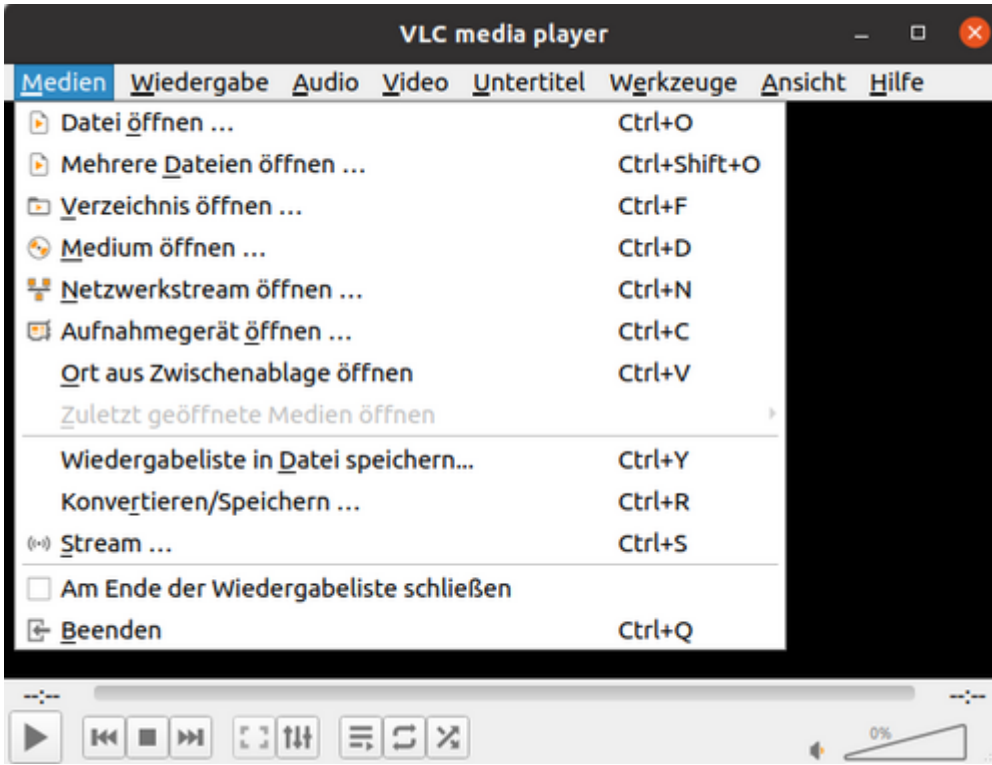 VLC media player
Medien Wiedergabe Audio Video Untertitel Werkzeuge Ansicht Hilfe
Datei öffnen … Ctrl+O
Mehrere Dateien öffnen … Ctrl+Shift+O
Verzeichnis öffnen … Ctrl+F
Medium öffnen … Ctrl+D
Netzwerkstream öffnen … Ctrl+N
Aufnahmegerät öffnen … Ctrl+C
Ort aus Zwischenablage öffnen Ctrl+V
Zuletzt geöffnete Medien öffnen
Wiedergabeliste in Datei speichern... Ctrl+Y
Konvertieren/Speichern … Ctrl+R
Stream … Ctrl+S
Am Ende der Wiedergabeliste schließen
Beenden Ctrl+Q
--:-- --:--
0%